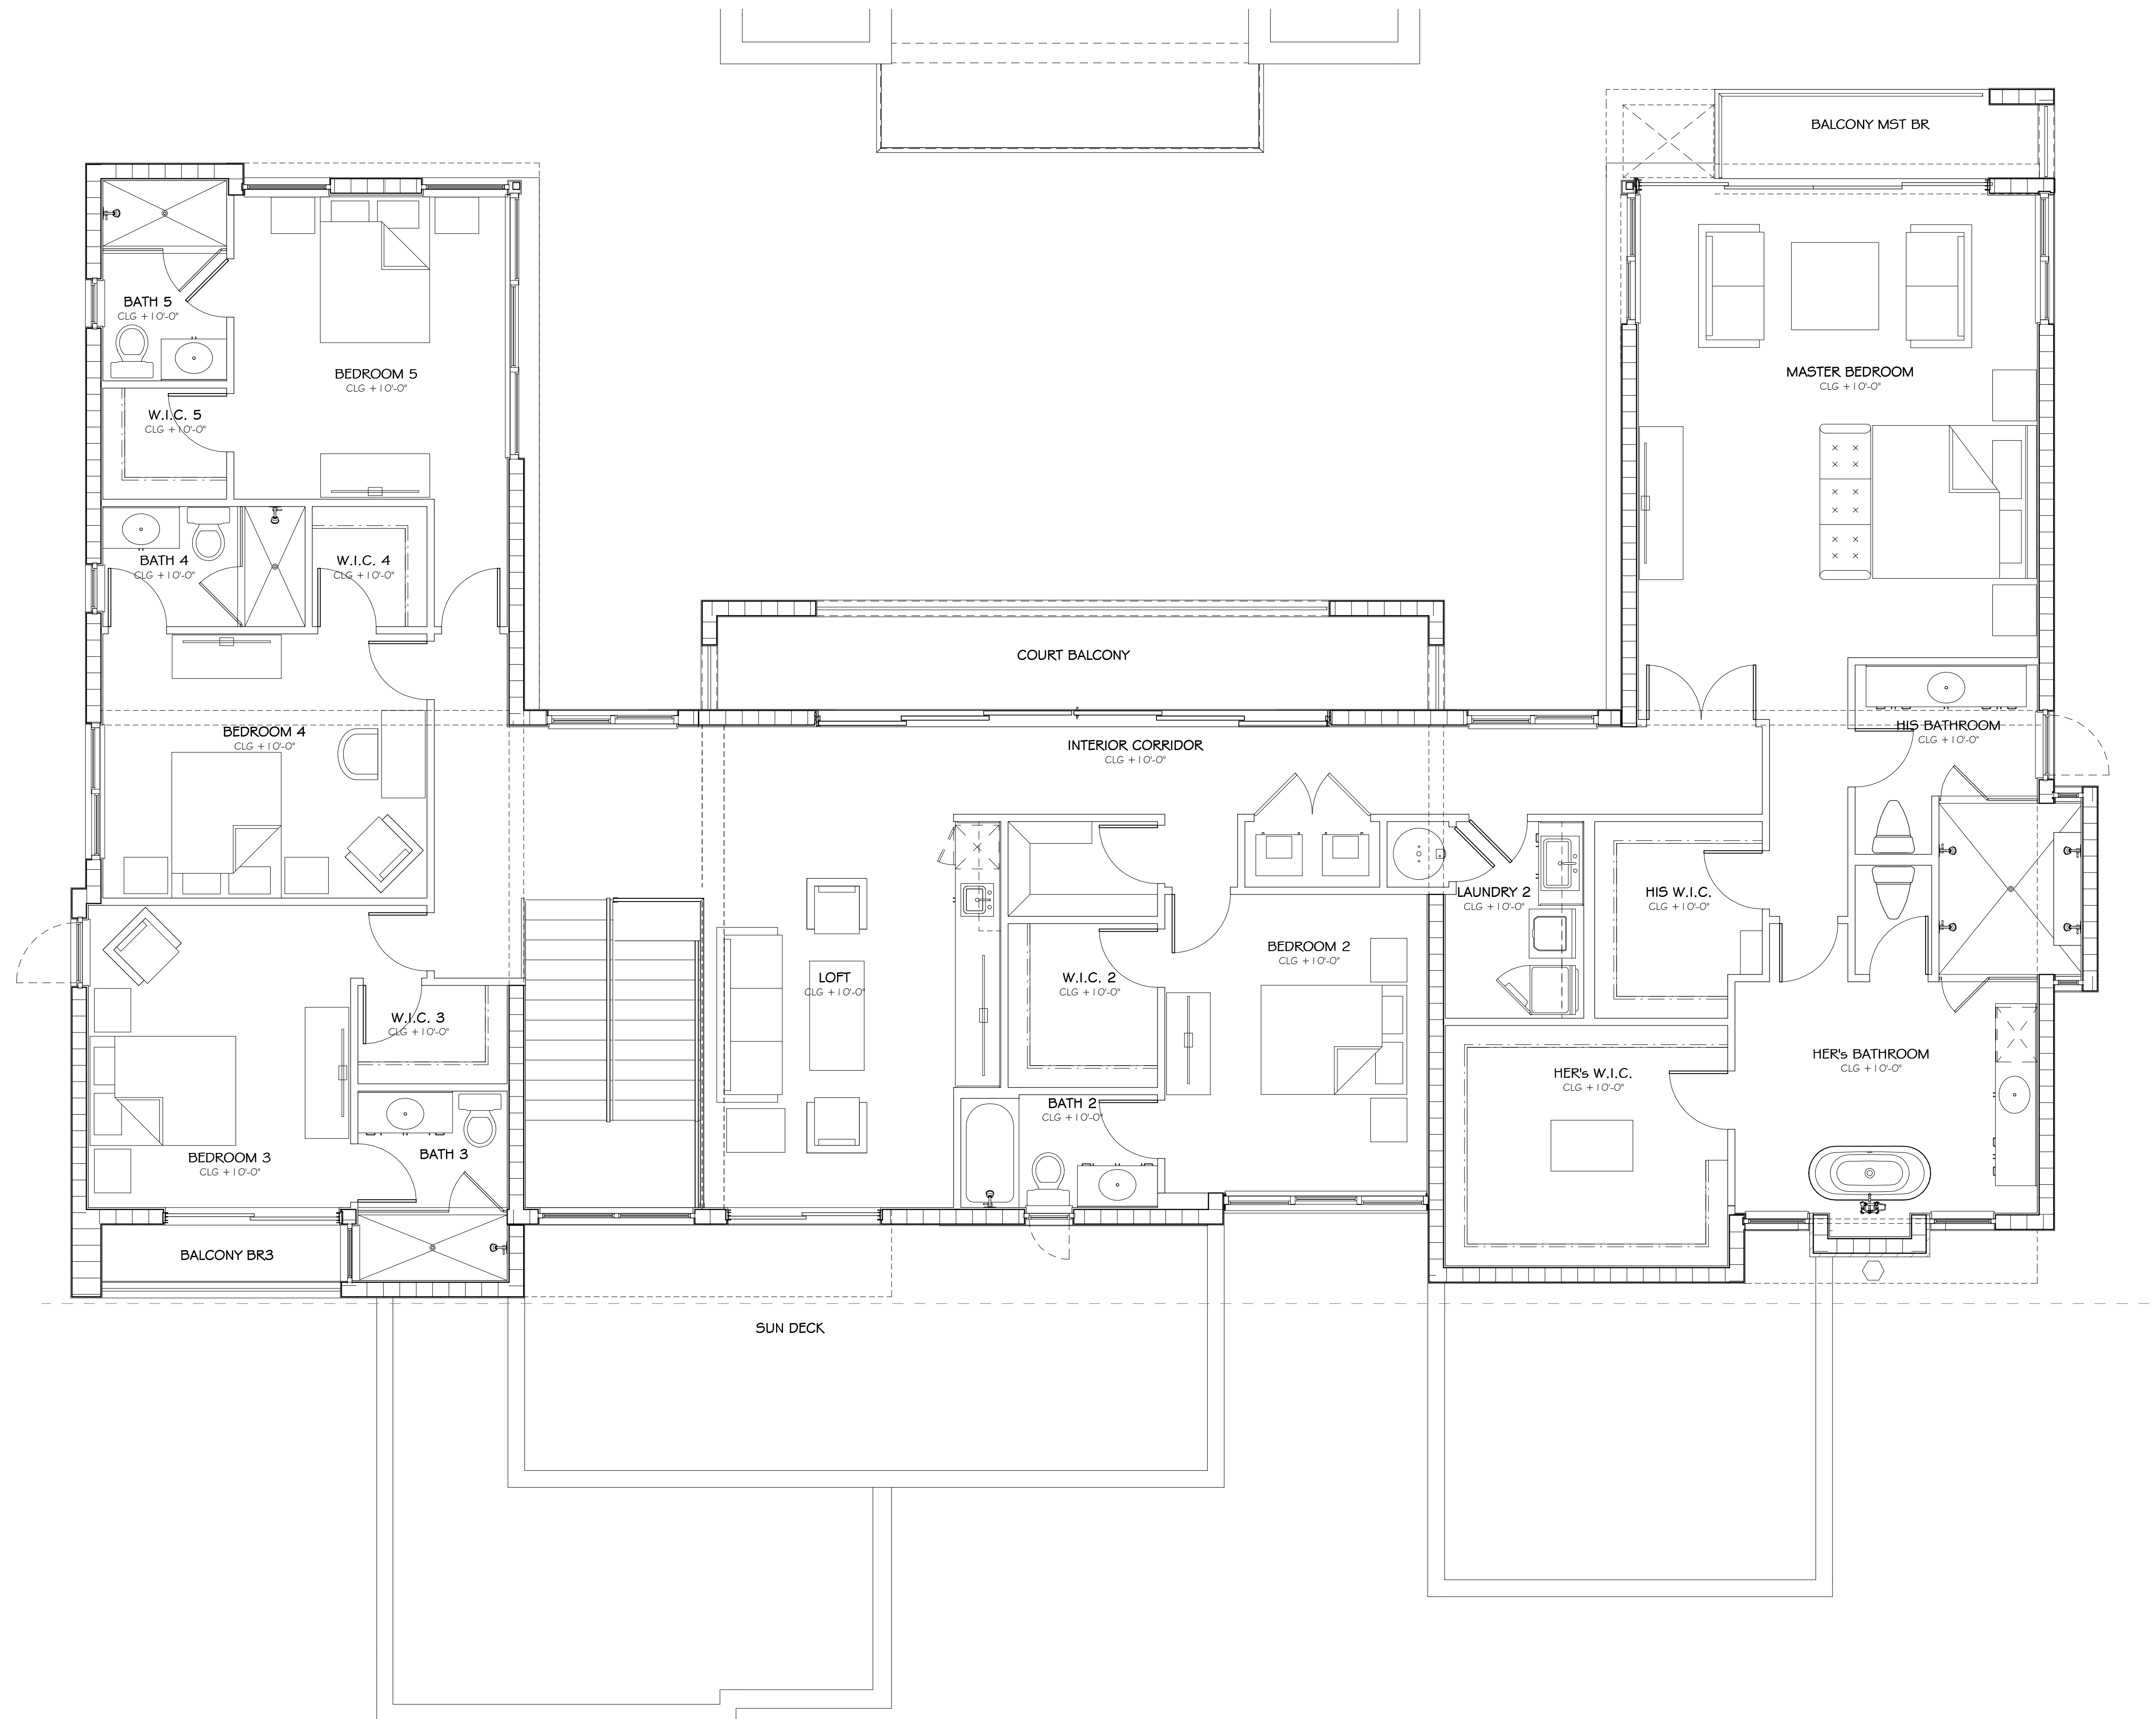 BALCONY MST BR
BATH 5
CLG +10'-0"
BEDROOM 5
CLG +10'-0"
MASTER BEDROOM
CLG +10'-0"
W.I.C. 5
CLG +10'-0"
BATH 4
CLG +10'-0"
W.I.C. 4
CLG +10'-0"
COURT BALCONY
BEDROOM 4
CLG +10'-0"
INTERIOR CORRIDOR
CLG +10'-0"
HIS BATHROOM
CLG +10'-0"
LAUNDRY 2
CLG +10'-0"
HIS W.I.C.
CLG +10'-0"
BEDROOM 2
CLG +10'-0"
LOFT
CLG +10'-0"
W.I.C. 2
CLG +10'-0"
W.I.C. 3
CLG +10'-0"
HER's BATHROOM
CLG +10'-0"
HER's W.I.C.
CLG +10'-0"
BATH 2
CLG +10'-0"
BATH 3
BEDROOM 3
CLG +10'-0"
BALCONY BR3
SUN DECK